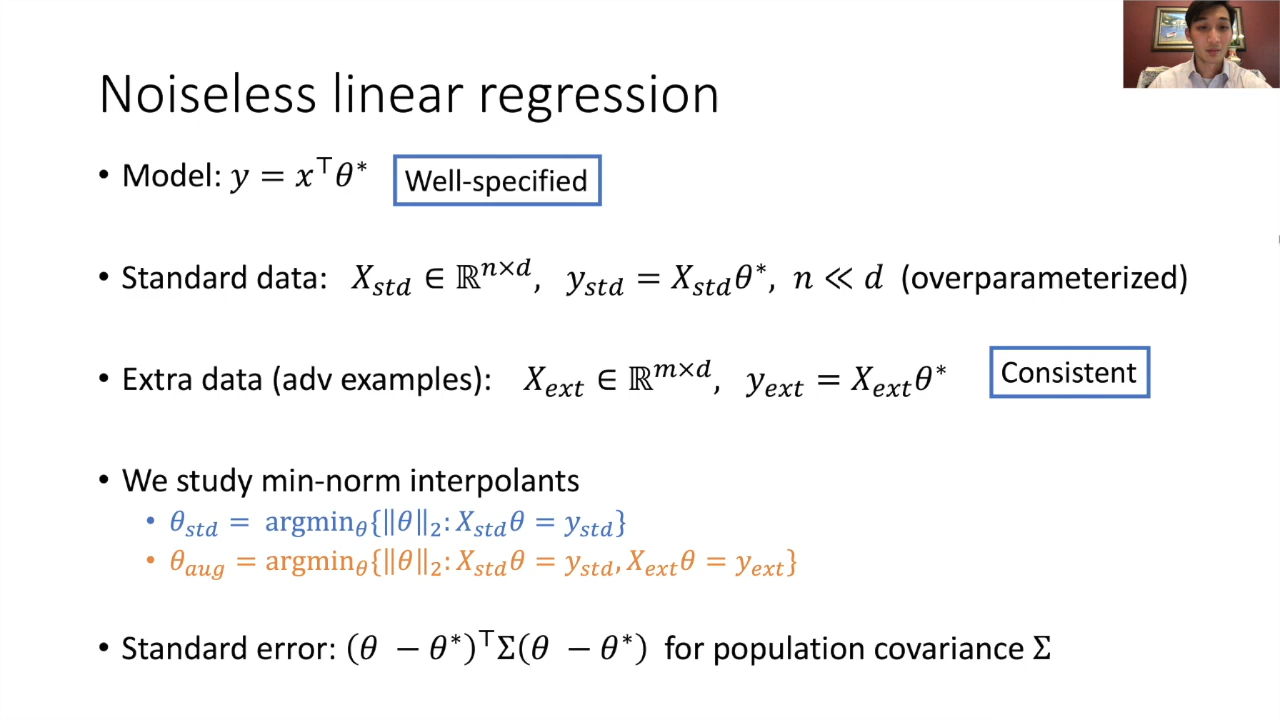 Noiseless linear regression
• Model: y = x⊤θ* Well-specified
• Standard data: X_std ∈ ℝ^{n×d}, y_std = X_std θ*, n ≪ d (overparameterized)
• Extra data (adv examples): X_ext ∈ ℝ^{m×d}, y_ext = X_ext θ* Consistent
• We study min-norm interpolants
• θ_std = argmin_θ{‖θ‖₂: X_std θ = y_std}
• θ_aug = argmin_θ{‖θ‖₂: X_std θ = y_std, X_ext θ = y_ext}
• Standard error: (θ − θ*)⊤Σ(θ − θ*) for population covariance Σ